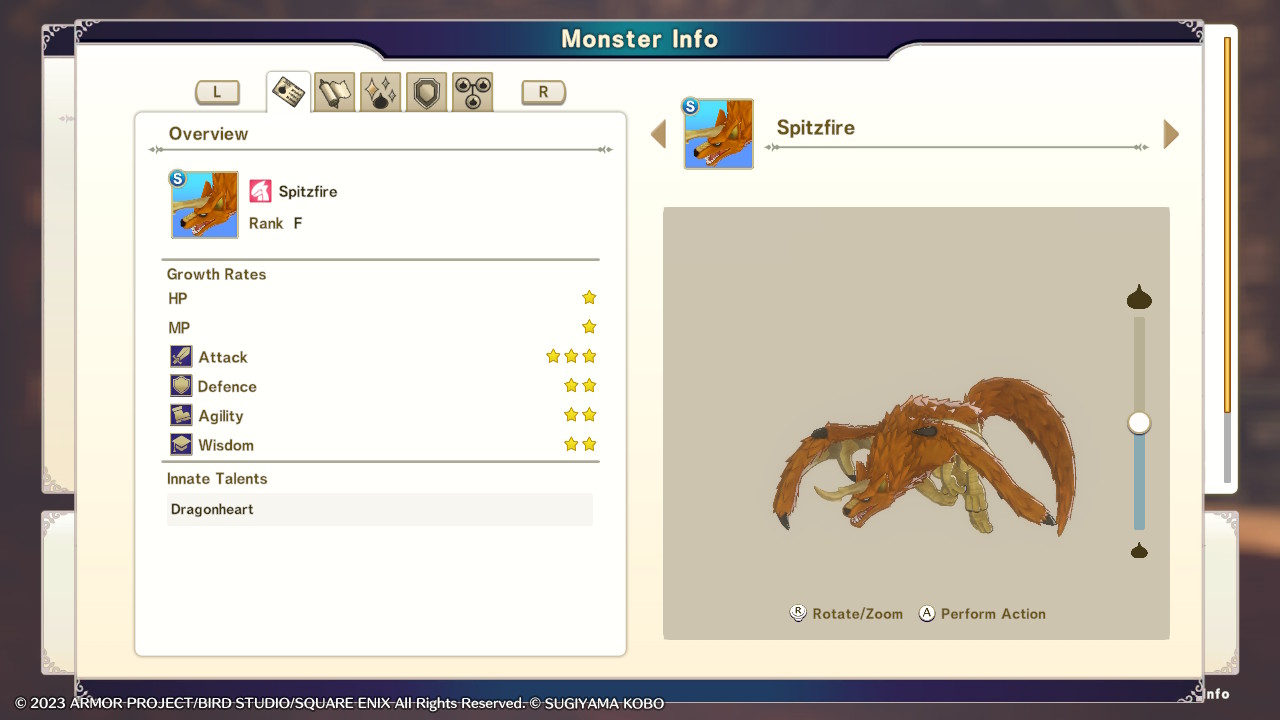 Monster Info
L
R
Overview
S
Spitzfire
Rank F
Growth Rates
HP
MP
Attack
Defence
Agility
Wisdom
Innate Talents
Dragonheart
S
Spitzfire
R Rotate/Zoom A Perform Action
Info
© 2023 ARMOR PROJECT/BIRD STUDIO/SQUARE ENIX All Rights Reserved. © SUGIYAMA KOBO